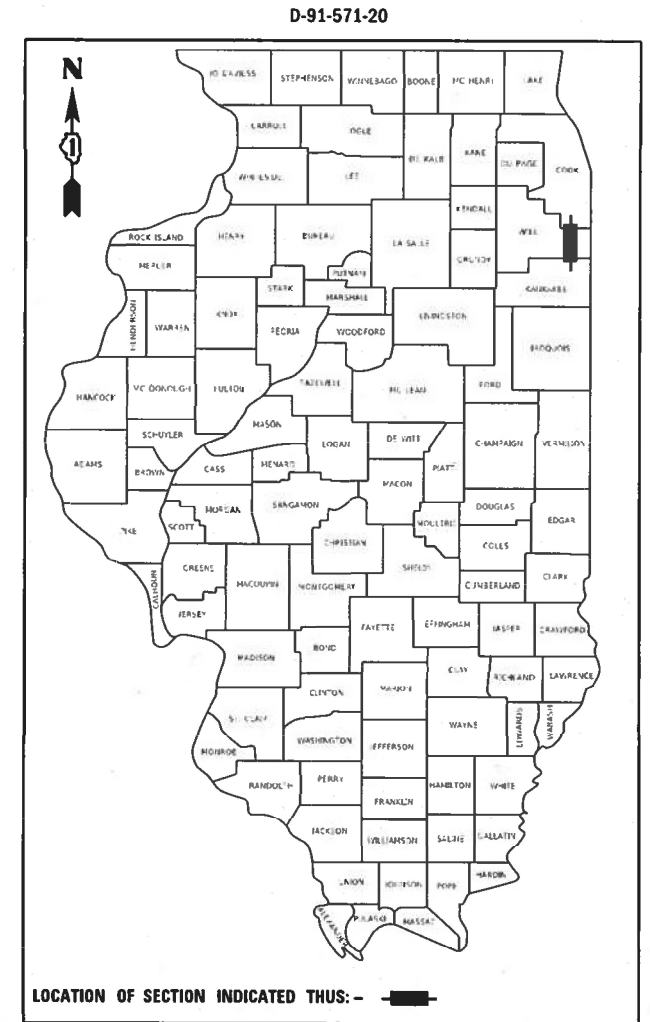 D-91-571-20
N
JO DAVIESS STEPHENSON WINNEBAGO BOONE MC HENRY LAKE
CARROLL OGLE
DE KALB KANE DU PAGE COOK
WHITESIDE LEE
KENDALL
ROCK ISLAND HENRY BUREAU LA SALLE WILL
MERCER GRUNDY
PUTNAM
STARK MARSHALL KANKAKEE
HENDERSON WARREN KNOX PEORIA WOODFORD LIVINGSTON
IROQUOIS
HANCOCK MC DONOUGH FULTON TAZEWELL MC LEAN FORD
MASON
SCHUYLER LOGAN DE WITT CHAMPAIGN VERMILION
ADAMS BROWN CASS MENARD PIATT
MACON
MORGAN SANGAMON DOUGLAS
PIKE SCOTT MOULTRIE EDGAR
CHRISTIAN COLES
GREENE SHELBY
CALHOUN MACOUPIN MONTGOMERY CUMBERLAND CLARK
JERSEY
FAYETTE EFFINGHAM JASPER CRAWFORD
MADISON BOND
CLAY RICHLAND LAWRENCE
CLINTON MARION
ST. CLAIR WAYNE EDWARDS WABASH
MONROE WASHINGTON JEFFERSON
RANDOLPH PERRY HAMILTON WHITE
FRANKLIN
JACKSON WILLIAMSON SALINE GALLATIN
UNION JOHNSON POPE HARDIN
ALEXANDER PULASKI MASSAC
LOCATION OF SECTION INDICATED THUS: -